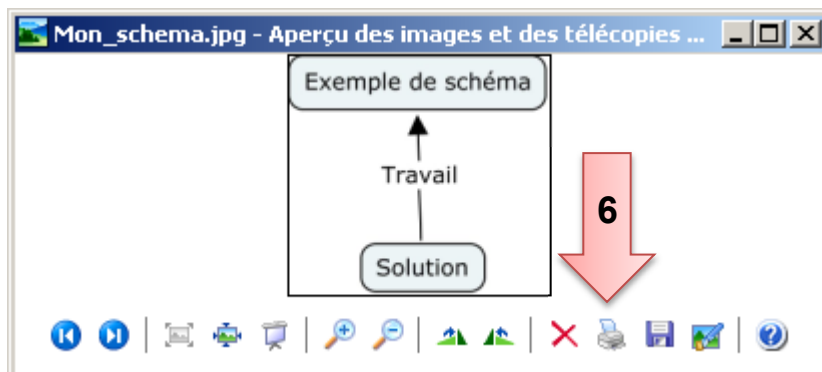 Mon_schema.jpg - Aperçu des images et des télécopies ...
Exemple de schéma
Travail
6
Solution